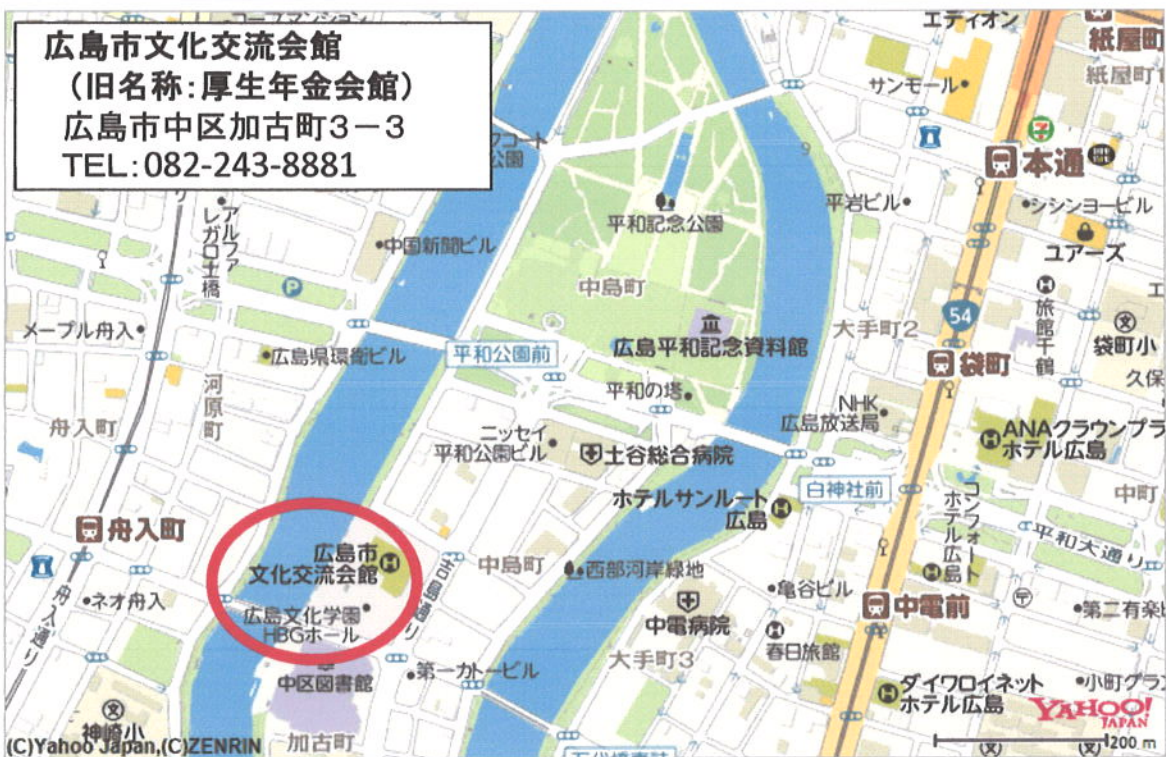 広島市文化交流会館
(旧名称:厚生年金会館)
広島市中区加古町3-3
TEL:082-243-8881
エディオン
紙屋町
紙屋町1
サンモール
本通
公園
平岩ビル
シシンヨービル
ユアーズ
平和記念公園
中国新聞ビル
アルファ
レガロ土橋
P
中島町
54
大手町2
旅館千鶴
袋町小
メープル舟入
広島県環衛ビル
平和公園前
広島平和記念資料館
袋町
久保
河原町
平和の塔
NHK
広島放送局
舟入町
ニッセイ
平和公園ビル
土谷総合病院
ANAクラウンプラ
ホテル広島
白神社前
中町
ホテルサンルート
広島
コンフォート
ホテル広島
平和大通り
舟入町
広島市
文化交流会館
中島町
吉島通り
西部河岸緑地
亀谷ビル
中電前
第二有楽
ネオ舟入
舟入通り
広島文化学園
HBGホール
中電病院
春日旅館
大手町3
第一カトービル
中区図書館
ダイワロイネット
ホテル広島
小町グラ
YAHOO!
JAPAN
神崎小
加古町
200 m
(C)Yahoo Japan,(C)ZENRIN